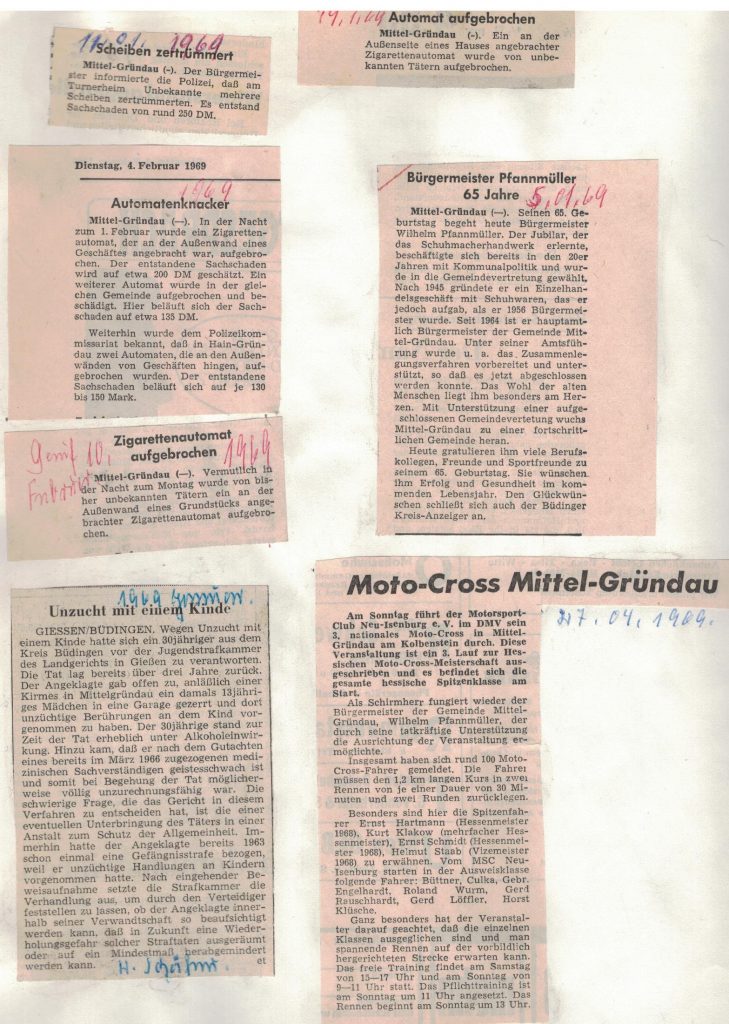 11.01. 1969
Scheiben zertrümmert
Mittel-Gründau (-). Der Bürgermei-
ster informierte die Polizei, daß am
Turnerheim Unbekannte mehrere
Scheiben zertrümmerten. Es entstand
Sachschaden von rund 250 DM.
Automat aufgebrochen
Mittel-Gründau (-). Ein an der
Außenseite eines Hauses angebrachter
Zigarettenautomat wurde von unbe-
kannten Tätern aufgebrochen.
Dienstag, 4. Februar 1969
1969
Automatenknacker
Mittel-Gründau (—). In der Nacht
zum 1. Februar wurde ein Zigaretten-
automat, der an der Außenwand eines
Geschäftes angebracht war, aufgebro-
chen. Der entstandene Sachschaden
wird auf etwa 200 DM geschätzt. Ein
weiterer Automat wurde in der glei-
chen Gemeinde aufgebrochen und be-
schädigt. Hier beläuft sich der Sach-
schaden auf etwa 135 DM.
Weiterhin wurde dem Polizeikom-
missariat bekannt, daß in Hain-Grün-
dau zwei Automaten, die an den Außen-
wänden von Geschäften hingen, auf-
gebrochen wurden. Der entstandene
Sachschaden beläuft sich auf je 130
bis 150 Mark.
Zigarettenautomat
aufgebrochen
10. 1969
Mittel-Gründau (—). Vermutlich in
der Nacht zum Montag wurde von bis-
her unbekannten Tätern ein an der
Außenwand eines Grundstücks ange-
brachter Zigarettenautomat aufgebro-
chen.
Bürgermeister Pfannmüller
65 Jahre
5.01.69
Mittel-Gründau (—). Seinen 65. Ge-
burtstag begeht heute Bürgermeister
Wilhelm Pfannmüller. Der Jubilar, der
das Schuhmacherhandwerk erlernte,
beschäftigte sich bereits in den 20er
Jahren mit Kommunalpolitik und wur-
de in die Gemeindevertretung gewählt.
Nach 1945 gründete er ein Einzelhan-
delsgeschäft mit Schuhwaren, das er
jedoch aufgab, als er 1956 Bürgermei-
ster wurde. Seit 1964 ist er hauptamt-
lich Bürgermeister der Gemeinde Mit-
tel-Gründau. Unter seiner Amtsfüh-
rung wurde u. a. das Zusammenle-
gungsverfahren vorbereitet und unter-
stützt, so daß es jetzt abgeschlossen
werden konnte. Das Wohl der alten
Menschen liegt ihm besonders am Her-
zen. Mit Unterstützung einer aufge-
schlossenen Gemeindevertetung wuchs
Mittel-Gründau zu einer fortschritt-
lichen Gemeinde heran.
Heute gratulieren ihm viele Berufs-
kollegen, Freunde und Sportfreunde zu
seinem 65. Geburtstag. Sie wünschen
ihm Erfolg und Gesundheit im kom-
menden Lebensjahr. Den Glückwün-
schen schließt sich auch der Büdinger
Kreis-Anzeiger an.
1969 Januar.
Unzucht mit einem Kinde
GIESSEN/BÜDINGEN. Wegen Unzucht mit
einem Kinde hatte sich ein 30jähriger aus dem
Kreis Büdingen vor der Jugendstrafkammer
des Landgerichts in Gießen zu verantworten.
Die Tat lag bereits über drei Jahre zurück.
Der Angeklagte gab offen zu, anläßlich einer
Kirmes in Mittelgründau ein damals 13jähri-
ges Mädchen in eine Garage gezerrt und dort
unzüchtige Berührungen an dem Kind vor-
genommen zu haben. Der 30jährige stand zur
Zeit der Tat erheblich unter Alkoholeinwir-
kung. Hinzu kam, daß er nach dem Gutachten
eines bereits im März 1966 zugezogenen medi-
zinischen Sachverständigen geistesschwach ist
und somit bei Begehung der Tat möglicher-
weise völlig unzurechnungsfähig war. Die
schwierige Frage, die das Gericht in diesem
Verfahren zu entscheiden hat, ist die einer
eventuellen Unterbringung des Täters in einer
Anstalt zum Schutz der Allgemeinheit. Im-
merhin hatte der Angeklagte bereits 1963
schon einmal eine Gefängnisstrafe bezogen,
weil er unzüchtige Handlungen an Kindern
vorgenommen hatte. Nach eingehender Be-
weisaufnahme setzte die Strafkammer die
Verhandlung aus, um durch den Verteidiger
feststellen zu lassen, ob der Angeklagte inner-
halb seiner Verwandtschaft so beaufsichtigt
werden kann, daß in Zukunft eine Wieder-
holungsgefahr solcher Straftaten ausgeräumt
oder auf ein Mindestmaß herabgemindert
werden kann. et
H. Schäfer.
Moto-Cross Mittel-Gründau
27.04.1969.
Am Sonntag führt der Motorsport-
Club Neu-Isenburg e. V. im DMV sein
3. nationales Moto-Cross in Mittel-
Gründau am Kolbenstein durch. Diese
Veranstaltung ist ein 3. Lauf zur Hes-
sischen Moto-Cross-Meisterschaft aus-
geschrieben und es befindet sich die
gesamte hessische Spitzenklasse am
Start.
Als Schirmherr fungiert wieder der
Bürgermeister der Gemeinde Mittel-
Gründau, Wilhelm Pfannmüller, der
durch seine tatkräftige Unterstützung
die Ausrichtung der Veranstaltung er-
möglichte.
Insgesamt haben sich rund 100 Moto-
Cross-Fahrer gemeldet. Die Fahrer
müssen den 1,2 km langen Kurs in zwei
Rennen von je einer Dauer von 30 Mi-
nuten und zwei Runden zurücklegen.
Besonders sind hier die Spitzenfah-
rer Ernst Hartmann (Hessenmeister
1968), Kurt Klakow (mehrfacher Hes-
senmeister), Ernst Schmidt (Hessenmei-
ster 1968), Helmut Staab (Vizemeister
1968) zu erwähnen. Vom MSC Neu-
Isenburg starten in der Ausweisklasse
folgende Fahrer: Büttner, Culka, Gebr.
Engelhardt, Roland Wurm, Gerd
Rauschhardt, Gerd Löffler, Horst
Klüsche.
Ganz besonders hat der Veranstal-
ter darauf geachtet, daß die einzelnen
Klassen ausgeglichen sind und man
spannende Rennen auf der vorbildlich
hergerichteten Strecke erwarten kann.
Das freie Training findet am Samstag
von 15—17 Uhr und am Sonntag von
9—11 Uhr statt. Das Pflichttraining ist
am Sonntag um 11 Uhr angesetzt. Das
Rennen beginnt am Sonntag um 13 Uhr.